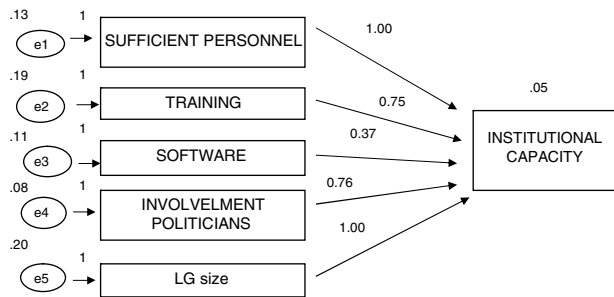 .13
1
e1
SUFFICIENT PERSONNEL
1.00
.19
1
e2
TRAINING
0.75
.05
.11
1
e3
SOFTWARE
0.37
INSTITUTIONAL
CAPACITY
.08
1
e4
INVOLVELMENT
POLITICIANS
0.76
.20
1
e5
LG size
1.00